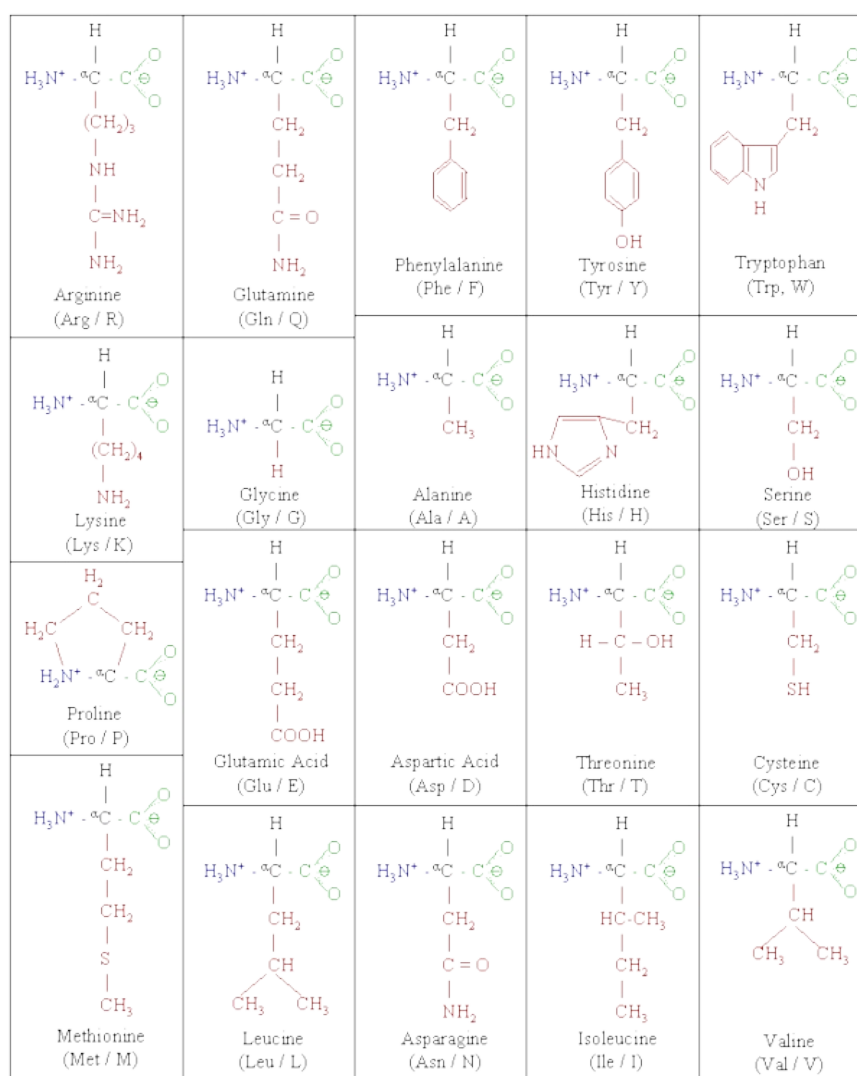 H
H₃N⁺ - ᵅC - C ⊖ O
O
(CH₂)₃
NH
C=NH₂
NH₂
Arginine
(Arg / R)
H
H₃N⁺ - ᵅC - C ⊖ O
O
CH₂
CH₂
C=O
NH₂
Glutamine
(Gln / Q)
H
H₃N⁺ - ᵅC - C ⊖ O
O
CH₂
Phenylalanine
(Phe / F)
H
H₃N⁺ - ᵅC - C ⊖ O
O
CH₂
OH
Tyrosine
(Tyr / Y)
H
H₃N⁺ - ᵅC - C ⊖ O
O
CH₂
N
H
Tryptophan
(Trp, W)
H
H₃N⁺ - ᵅC - C ⊖ O
O
(CH₂)₄
NH₂
Lysine
(Lys / K)
H
H₃N⁺ - ᵅC - C ⊖ O
O
H
Glycine
(Gly / G)
H
H₃N⁺ - ᵅC - C ⊖ O
O
CH₃
Alanine
(Ala / A)
H
H₃N⁺ - ᵅC - C ⊖ O
O
CH₂
HN N
Histidine
(His / H)
H
H₃N⁺ - ᵅC - C ⊖ O
O
CH₂
OH
Serine
(Ser / S)
H₂
C
H₂C CH₂
H₂N⁺ - ᵅC - C ⊖ O
O
Proline
(Pro / P)
H
H₃N⁺ - ᵅC - C ⊖ O
O
CH₂
CH₂
COOH
Glutamic Acid
(Glu / E)
H
H₃N⁺ - ᵅC - C ⊖ O
O
CH₂
COOH
Aspartic Acid
(Asp / D)
H
H₃N⁺ - ᵅC - C ⊖ O
O
H - C - OH
CH₃
Threonine
(Thr / T)
H
H₃N⁺ - ᵅC - C ⊖ O
O
CH₂
SH
Cysteine
(Cys / C)
H
H₃N⁺ - ᵅC - C ⊖ O
O
CH₂
CH₂
S
CH₃
Methionine
(Met / M)
H
H₃N⁺ - ᵅC - C ⊖ O
O
CH₂
CH
CH₃ CH₃
Leucine
(Leu / L)
H
H₃N⁺ - ᵅC - C ⊖ O
O
CH₂
C=O
NH₂
Asparagine
(Asn / N)
H
H₃N⁺ - ᵅC - C ⊖ O
O
HC-CH₃
CH₂
CH₃
Isoleucine
(Ile / I)
H
H₃N⁺ - ᵅC - C ⊖ O
O
CH
CH₃ CH₃
Valine
(Val / V)